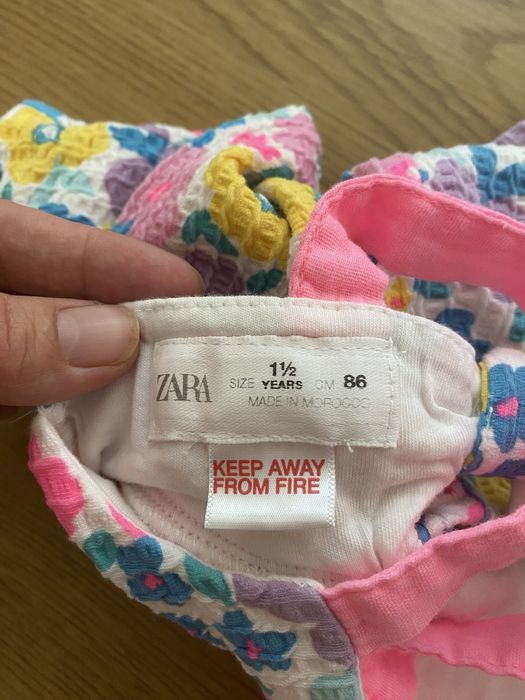 ZARA
SIZE 1½ YEARS CM 86
MADE IN MOROCCO
KEEP AWAY
FROM FIRE